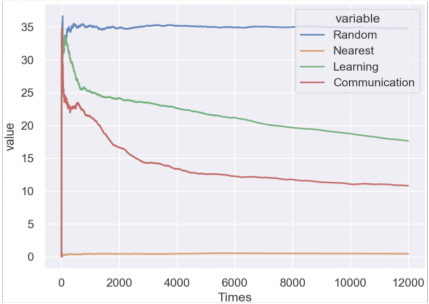 variable
Random
Nearest
Learning
Communication
value
35
30
25
20
15
10
5
0
0 2000 4000 6000 8000 10000 12000
Times